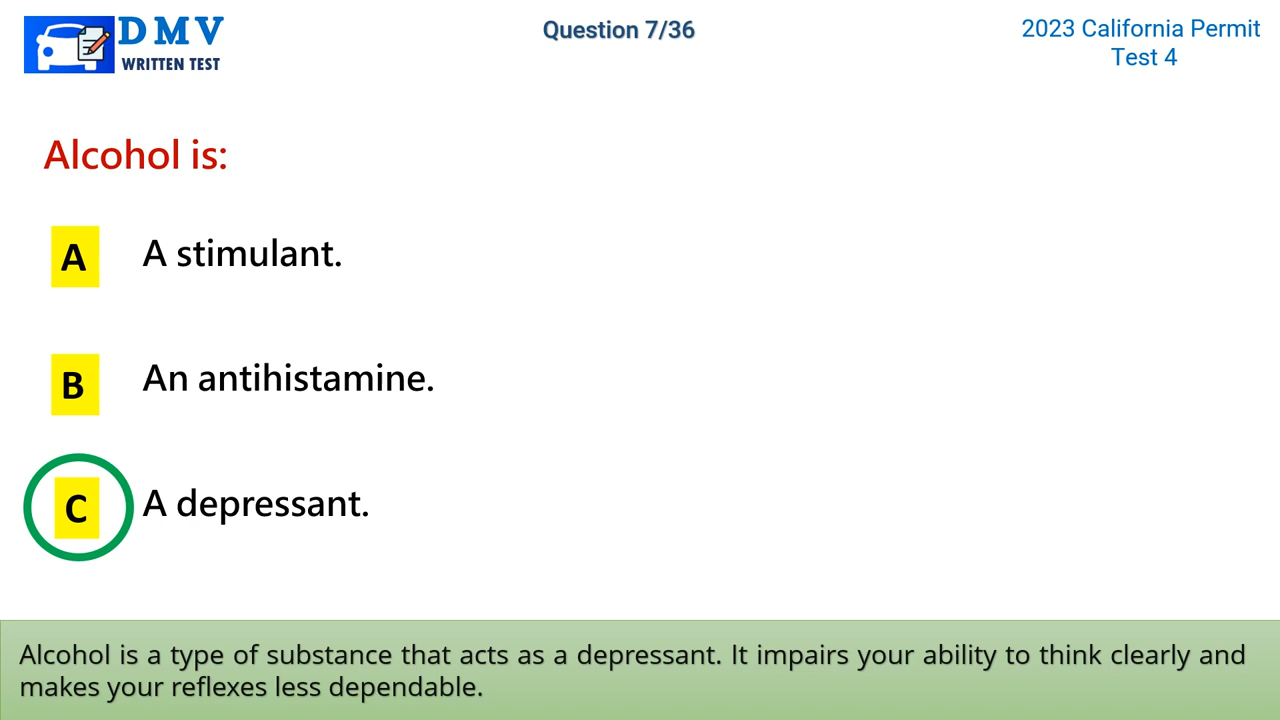 DMV
WRITTEN TEST
Question 7/36
2023 California Permit
Test 4
Alcohol is:
A A stimulant.
B An antihistamine.
C A depressant.
Alcohol is a type of substance that acts as a depressant. It impairs your ability to think clearly and
makes your reflexes less dependable.